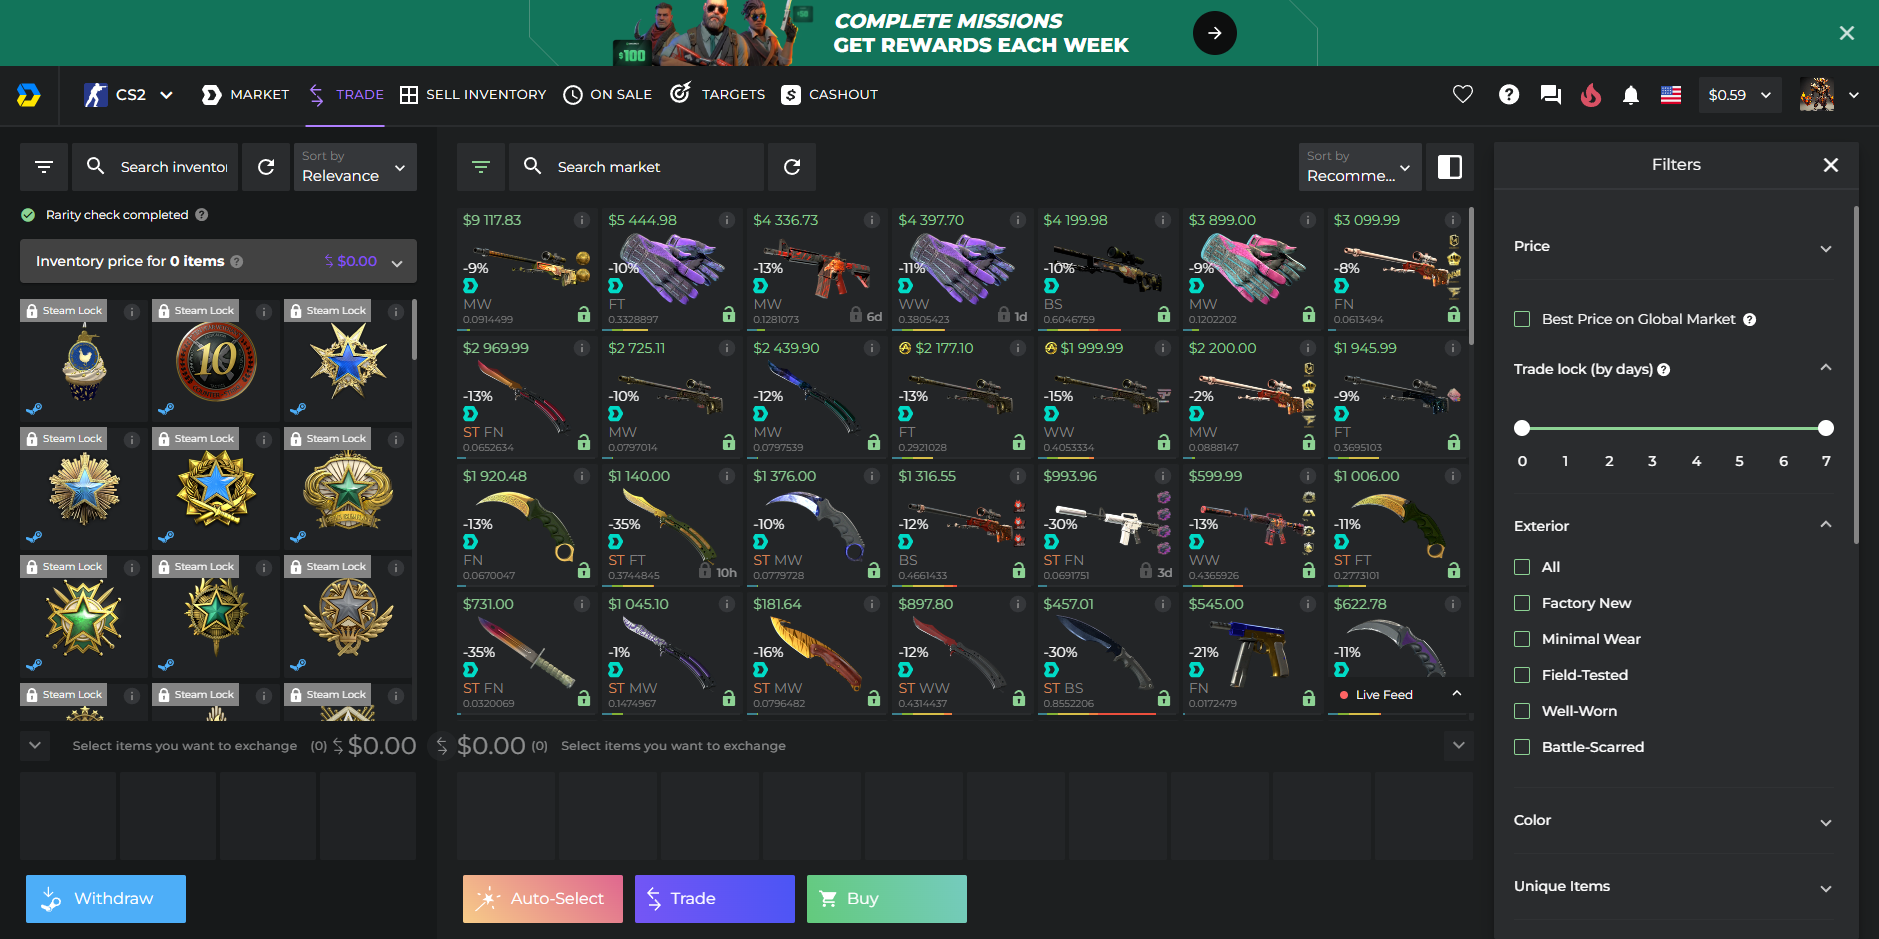 COMPLETE MISSIONS
GET REWARDS EACH WEEK
$100
CS2
MARKET
TRADE
SELL INVENTORY
ON SALE
TARGETS
CASHOUT
$0.59
Search inventor
Sort by
Relevance
Search market
Sort by
Recomme...
Filters
Rarity check completed
Inventory price for 0 items
$0.00
Steam Lock
Steam Lock
Steam Lock
Steam Lock
Steam Lock
Steam Lock
Steam Lock
Steam Lock
Steam Lock
Steam Lock
Steam Lock
Steam Lock
10
$9 117.83
-9%
MW
0.0914499
$5 444.98
-10%
FT
0.3328897
$4 336.73
-13%
MW
0.1281073
6d
$4 397.70
-11%
WW
0.3805423
1d
$4 199.98
-10%
BS
0.6046759
$3 899.00
-9%
MW
0.1202202
$3 099.99
-8%
FN
0.0613494
$2 969.99
-13%
ST FN
0.0652634
$2 725.11
-10%
MW
0.0797014
$2 439.90
-12%
MW
0.0797539
$2 177.10
-13%
FT
0.2921028
$1 999.99
-15%
WW
0.4053334
$2 200.00
-2%
MW
0.0888147
$1 945.99
-9%
FT
0.3695103
$1 920.48
-13%
FN
0.0670047
$1 140.00
-35%
ST FT
0.3744845
10h
$1 376.00
-10%
ST MW
0.0779728
$1 316.55
-12%
BS
0.4661433
$993.96
-30%
ST FN
0.0691751
3d
$599.99
-13%
WW
0.4365926
$1 006.00
-11%
ST FT
0.2773101
$731.00
-35%
ST FN
0.0320069
$1 045.10
-1%
ST MW
0.1474967
$181.64
-16%
ST MW
0.0796482
$897.80
-12%
ST WW
0.4314437
$457.01
-30%
ST BS
0.8552206
$545.00
-21%
FN
0.0172479
$622.78
-11%
Live Feed
Select items you want to exchange (0) $0.00
$0.00 (0) Select items you want to exchange
Withdraw
Auto-Select
Trade
Buy
Price
Best Price on Global Market
Trade lock (by days)
0 1 2 3 4 5 6 7
Exterior
All
Factory New
Minimal Wear
Field-Tested
Well-Worn
Battle-Scarred
Color
Unique Items